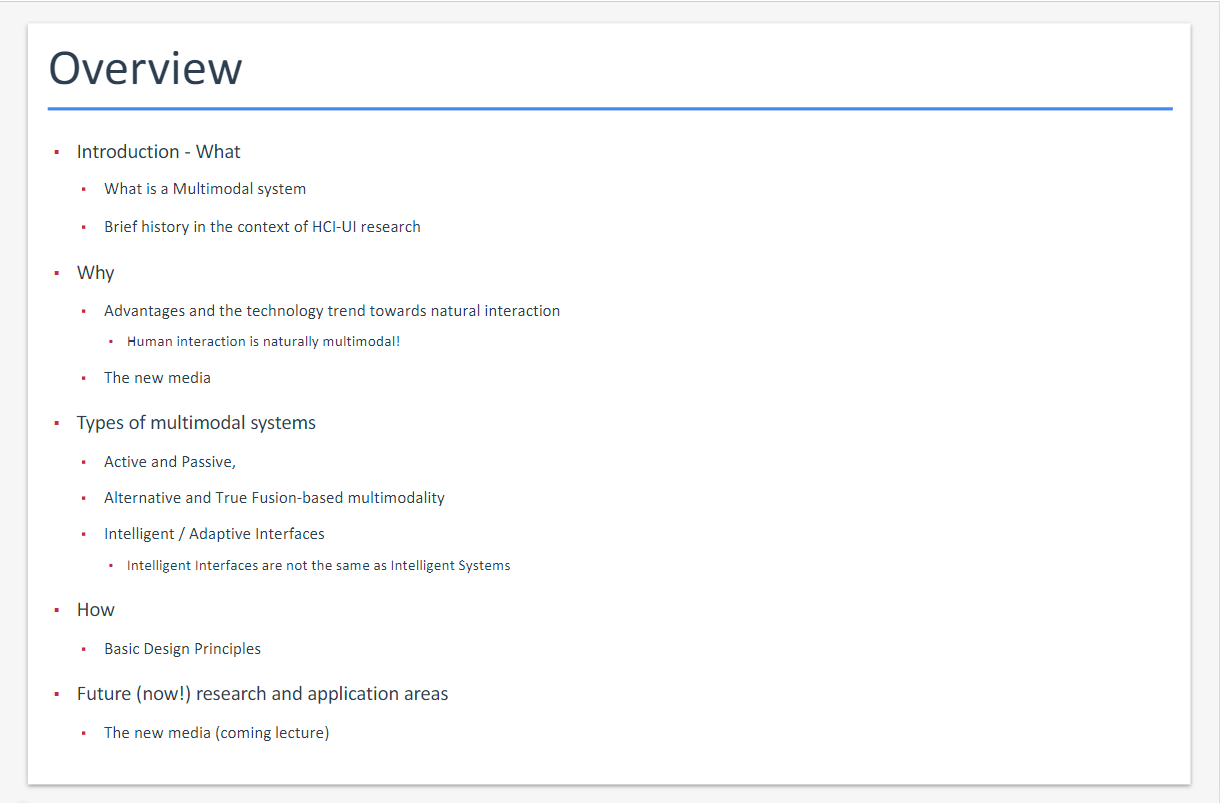 Overview
Introduction - What
What is a Multimodal system
Brief history in the context of HCI-UI research
Why
Advantages and the technology trend towards natural interaction
Human interaction is naturally multimodal!
The new media
Types of multimodal systems
Active and Passive,
Alternative and True Fusion-based multimodality
Intelligent / Adaptive Interfaces
Intelligent Interfaces are not the same as Intelligent Systems
How
Basic Design Principles
Future (now!) research and application areas
The new media (coming lecture)